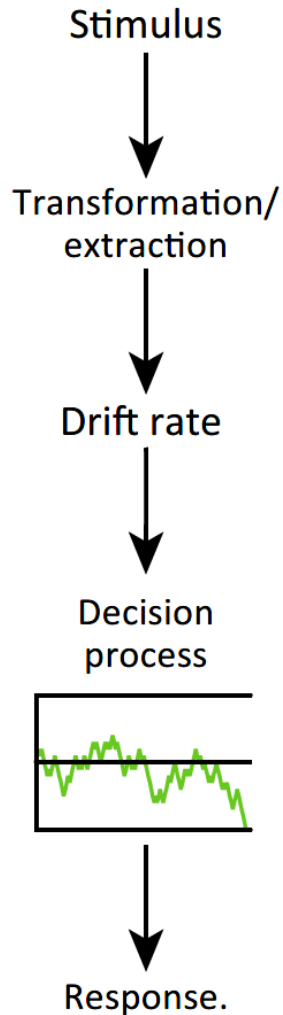 Stimulus
Transformation/
extraction
Drift rate
Decision
process
Response.